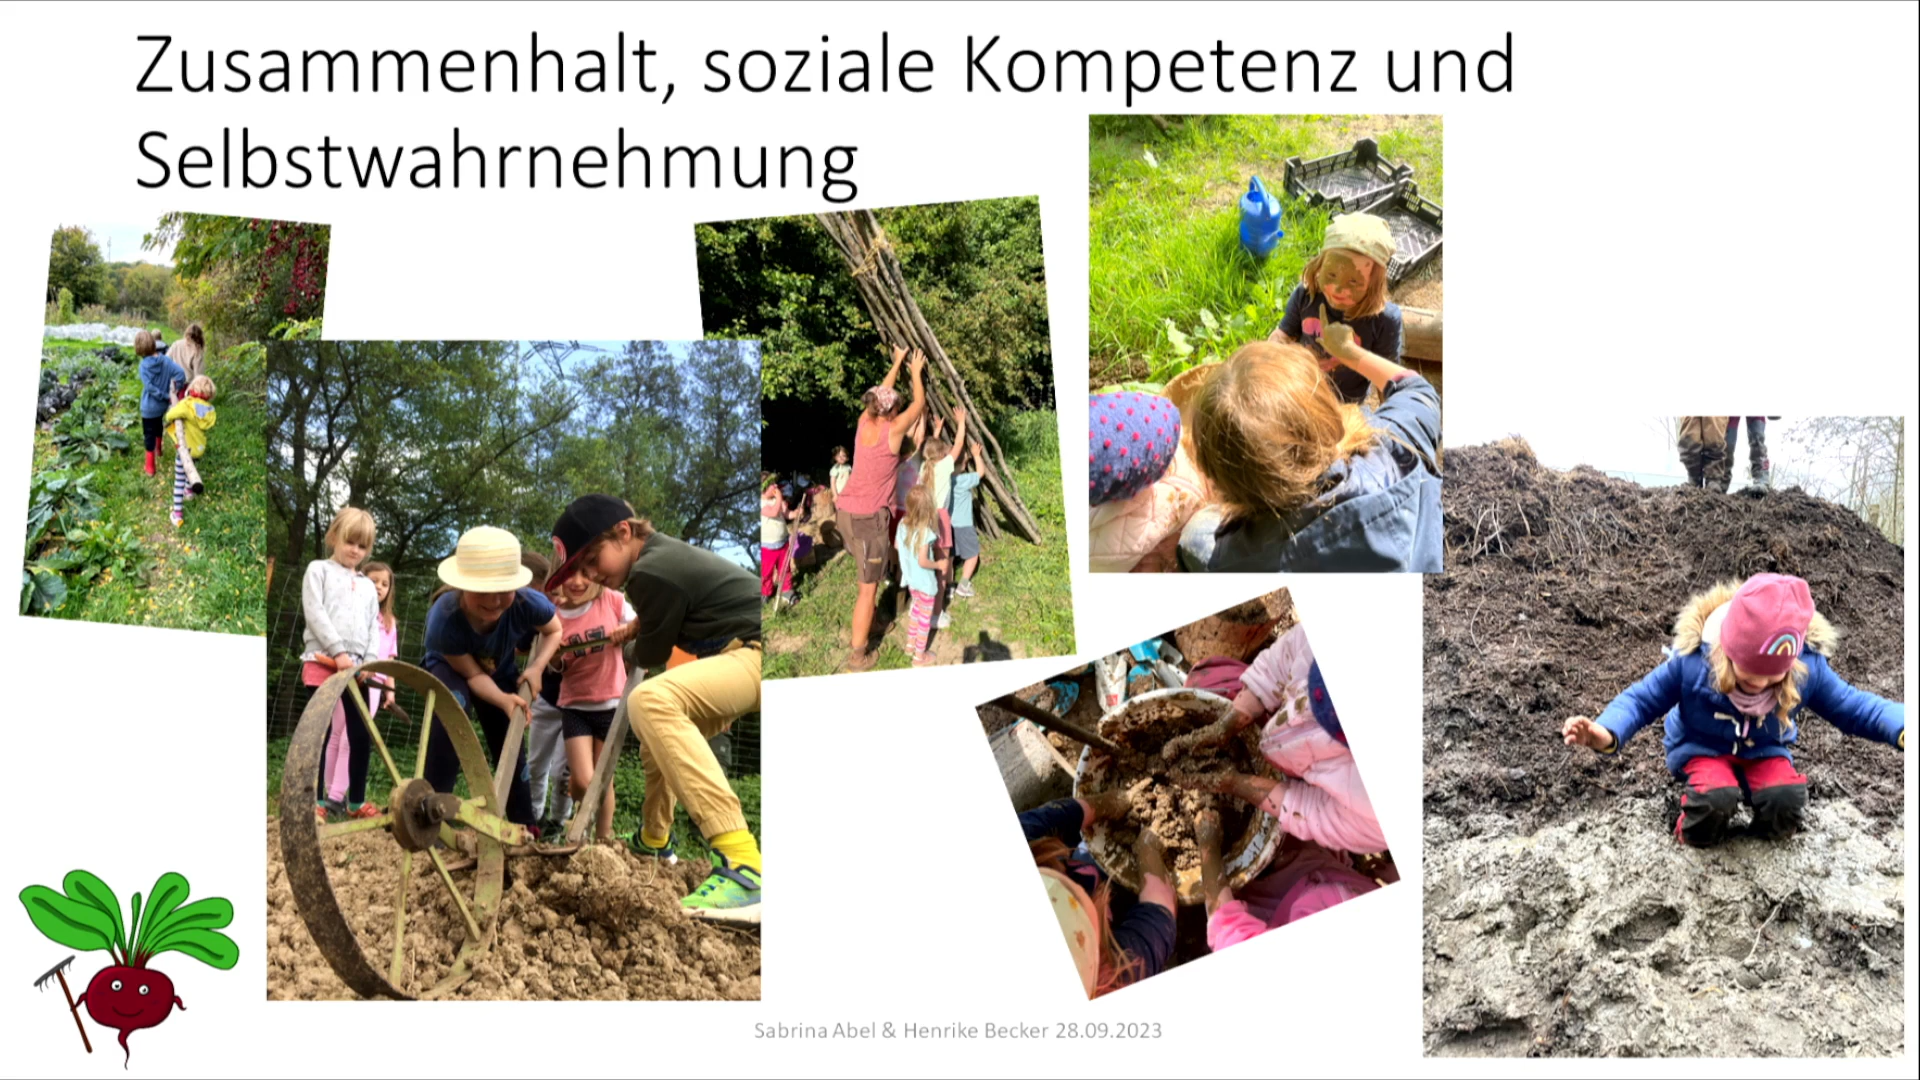 Zusammenhalt, soziale Kompetenz und
Selbstwahrnehmung
Sabrina Abel & Henrike Becker 28.09.2023